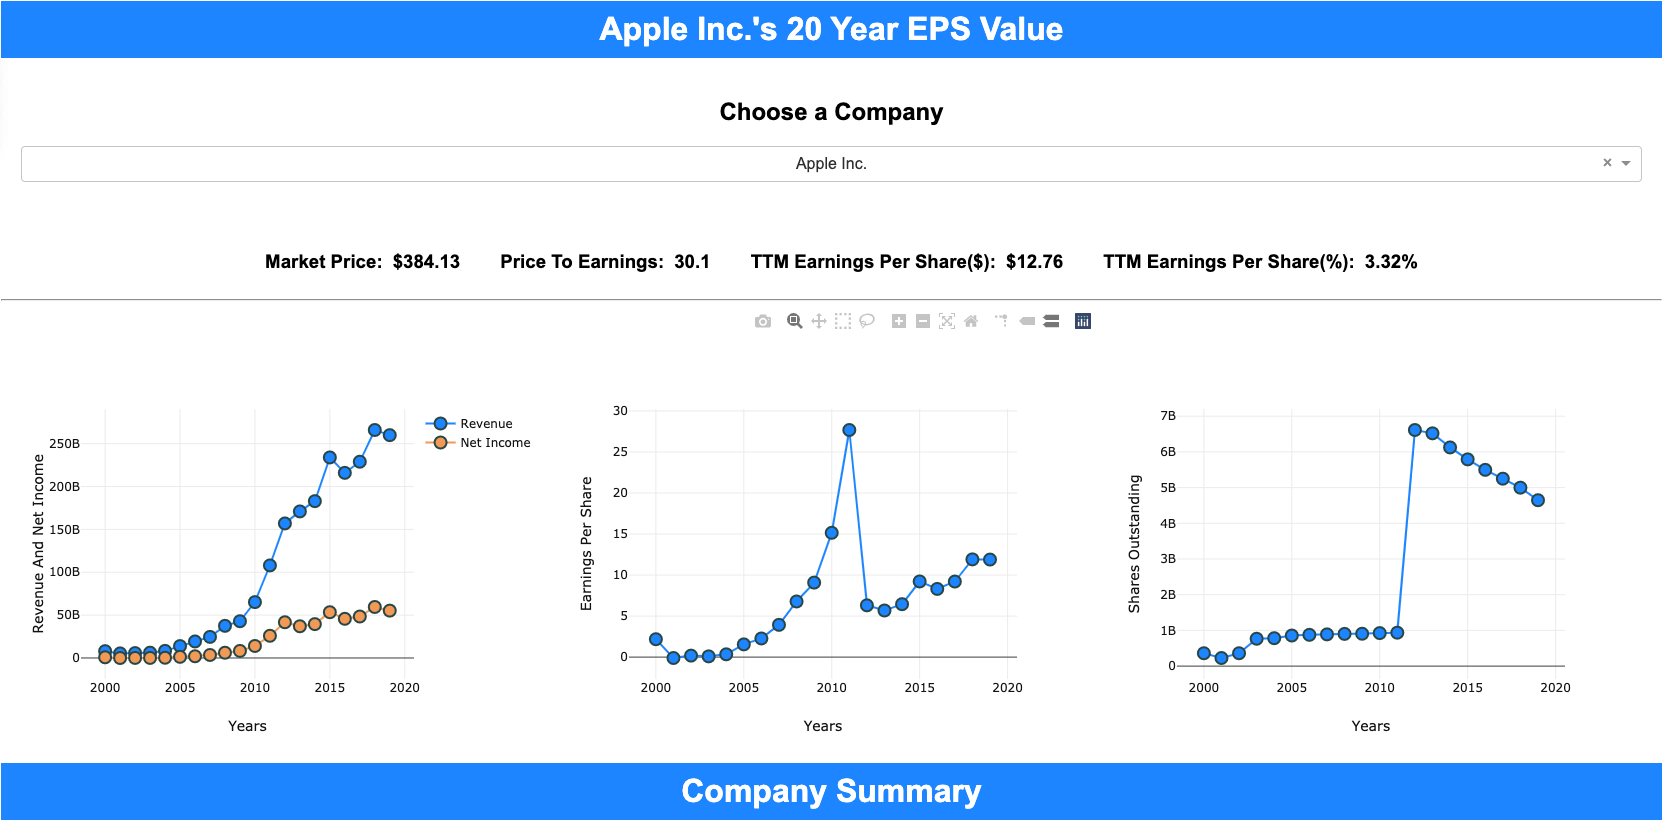 Apple Inc.'s 20 Year EPS Value
Choose a Company
Apple Inc.
Market Price: $384.13 Price To Earnings: 30.1 TTM Earnings Per Share($): $12.76 TTM Earnings Per Share(%): 3.32%
Revenue And Net Income
250B
200B
150B
100B
50B
0
2000 2005 2010 2015 2020
Years
Revenue
Net Income
Earnings Per Share
30
25
20
15
10
5
0
2000 2005 2010 2015 2020
Years
Shares Outstanding
7B
6B
5B
4B
3B
2B
1B
0
2000 2005 2010 2015 2020
Years
Company Summary